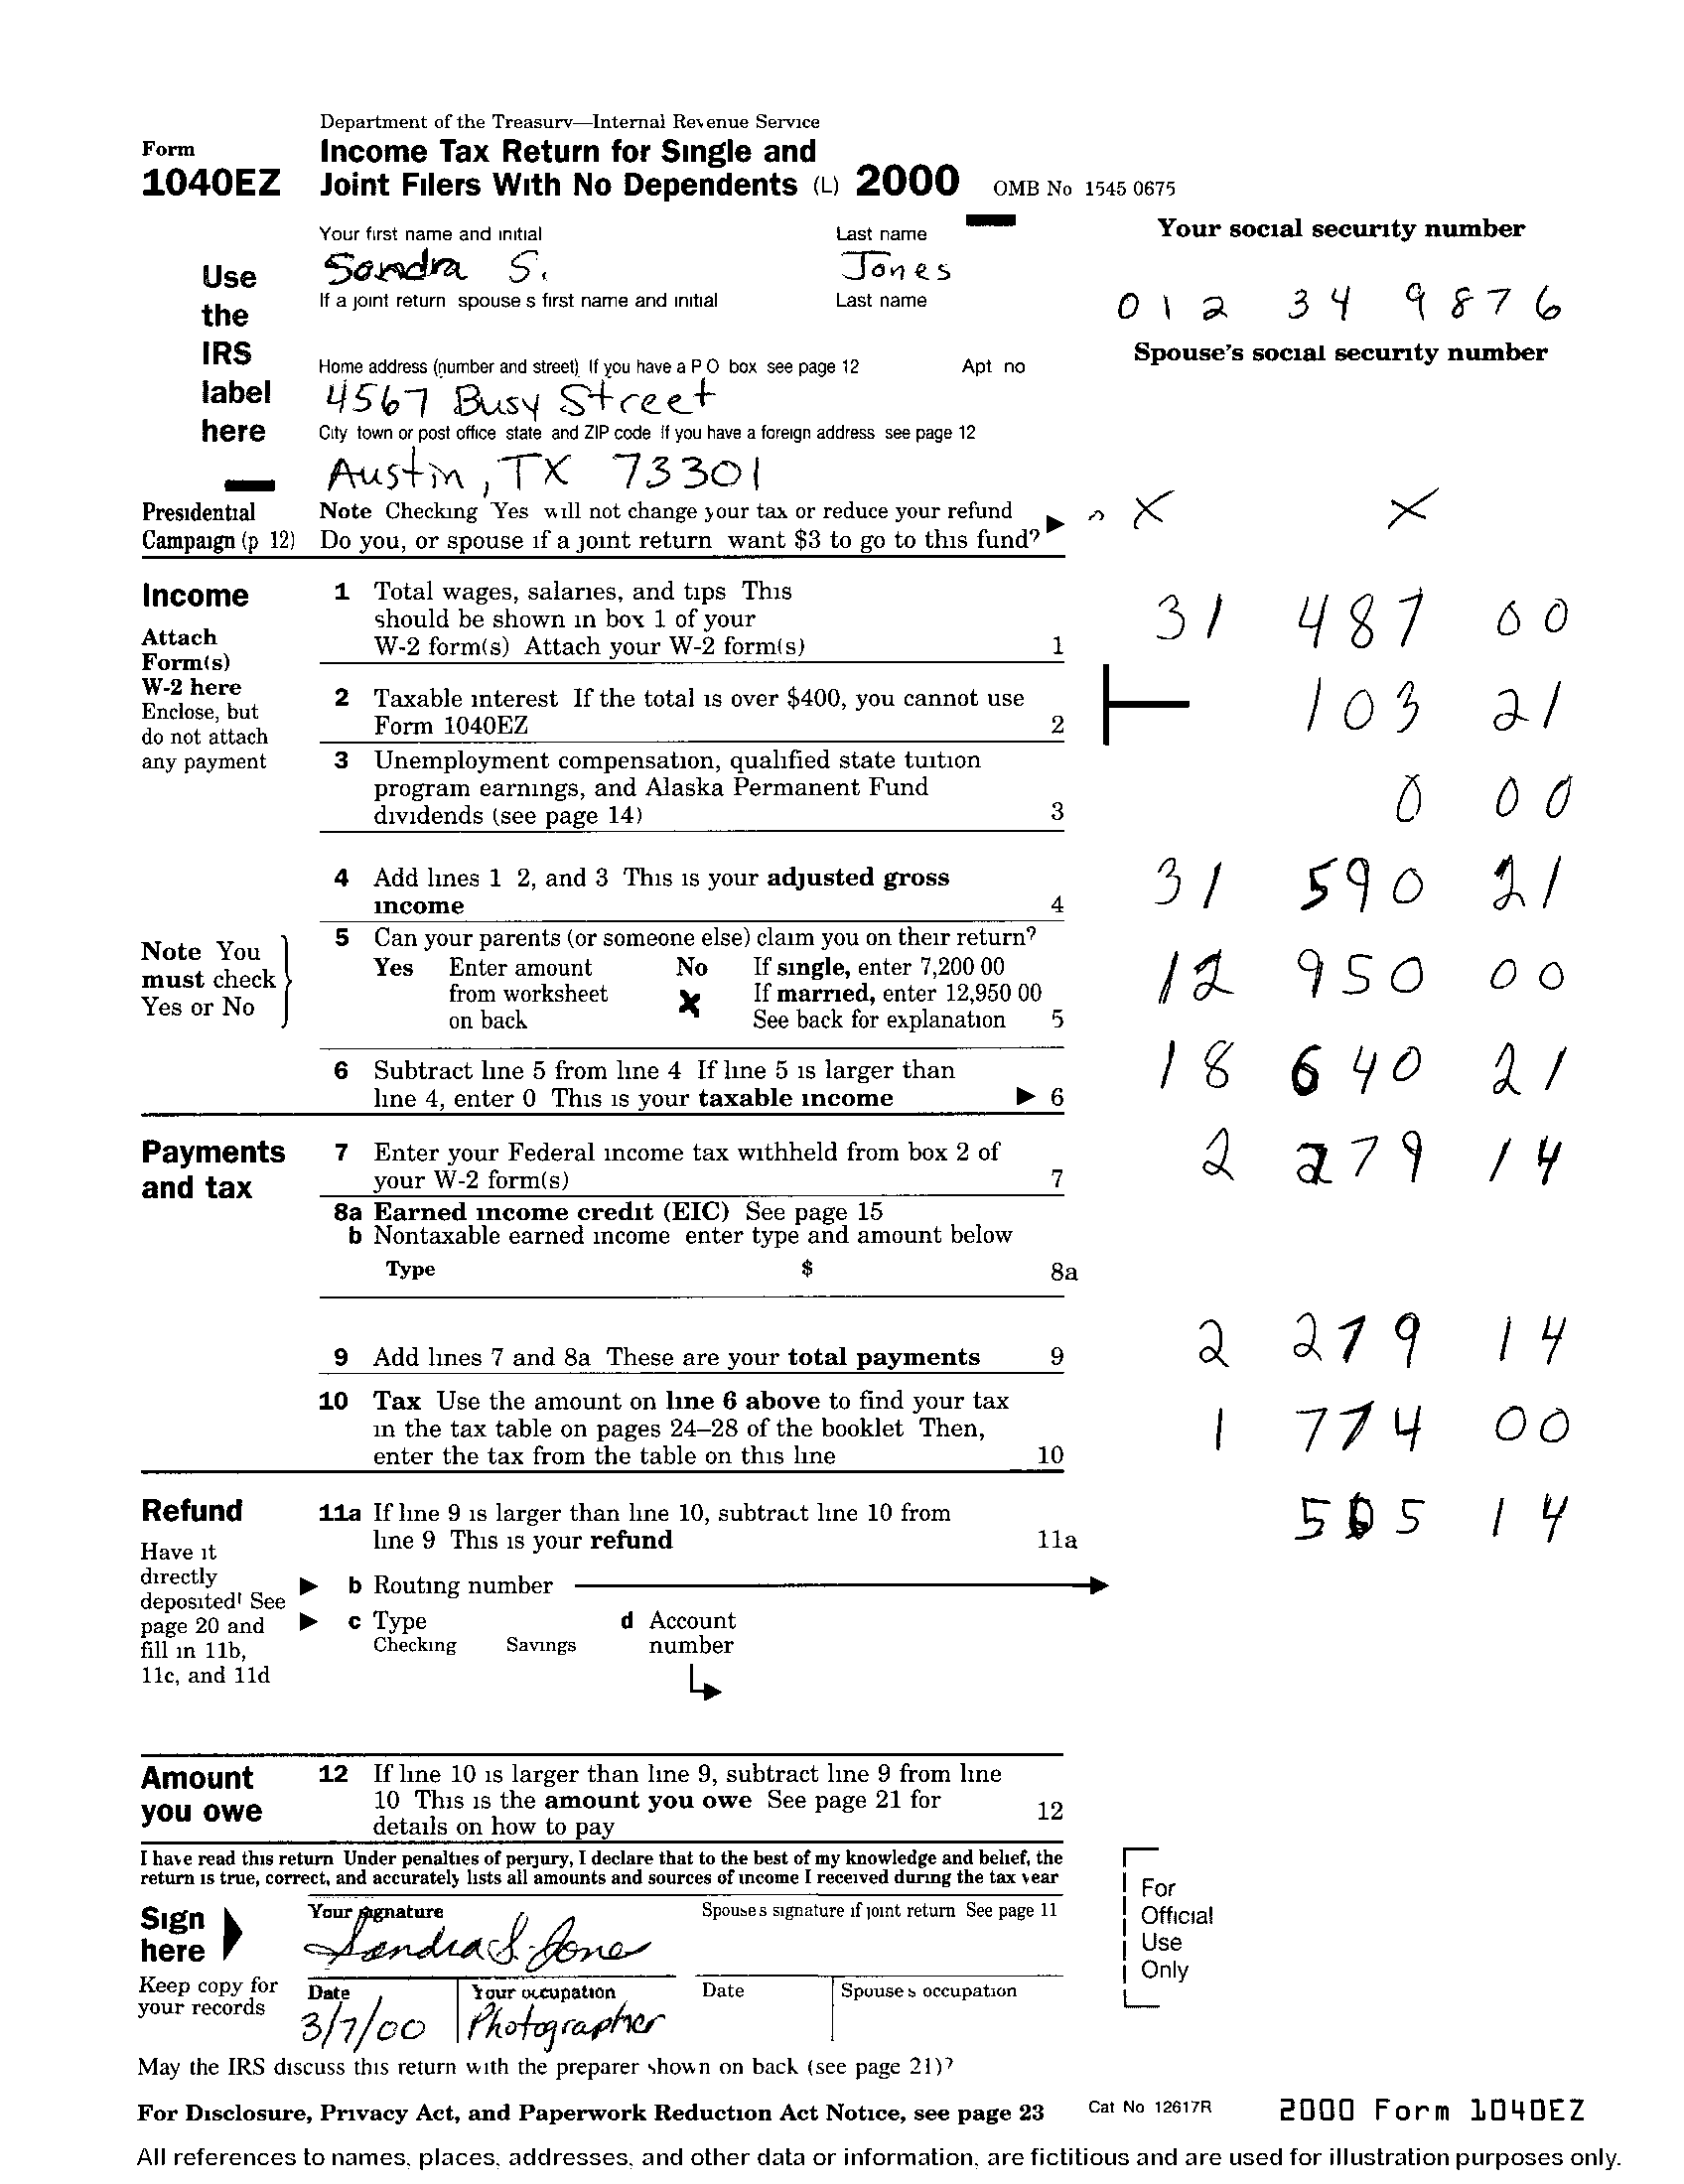 Department of the Treasury—Internal Revenue Service
Form
1040EZ
Income Tax Return for Single and
Joint Filers With No Dependents (L) 2000 OMB No 1545 0675
Your first name and initial Last name Your social security number
Use
the
IRS
label
here
Sandra S. Jones
If a joint return spouse s first name and initial Last name
012 34 9876
Spouse's social security number
Home address (number and street) If you have a P O box see page 12 Apt no
4567 Busy Street
City town or post office state and ZIP code If you have a foreign address see page 12
Austin, TX 73301
Presidential
Campaign (p 12)
Note Checking Yes will not change your tax or reduce your refund
Do you, or spouse if a joint return want $3 to go to this fund? ▶ X X
Income
Attach
Form(s)
W-2 here
Enclose, but
do not attach
any payment
1 Total wages, salaries, and tips This
should be shown in box 1 of your
W-2 form(s) Attach your W-2 form(s) 1 31 487 00
2 Taxable interest If the total is over $400, you cannot use
Form 1040EZ 2 103 21
3 Unemployment compensation, qualified state tuition
program earnings, and Alaska Permanent Fund
dividends (see page 14) 3 0 00
4 Add lines 1 2, and 3 This is your adjusted gross
income 4 31 590 21
Note You
must check
Yes or No
5 Can your parents (or someone else) claim you on their return?
Yes Enter amount No If single, enter 7,200 00
from worksheet X If married, enter 12,950 00
on back See back for explanation 5 12 950 00
6 Subtract line 5 from line 4 If line 5 is larger than
line 4, enter 0 This is your taxable income ▶ 6 18 640 21
Payments
and tax
7 Enter your Federal income tax withheld from box 2 of
your W-2 form(s) 7 2 279 14
8a Earned income credit (EIC) See page 15
b Nontaxable earned income enter type and amount below
Type $ 8a
9 Add lines 7 and 8a These are your total payments 9 2 279 14
10 Tax Use the amount on line 6 above to find your tax
in the tax table on pages 24–28 of the booklet Then,
enter the tax from the table on this line 10 1 774 00
Refund
Have it
directly
deposited! See
page 20 and
fill in 11b,
11c, and 11d
11a If line 9 is larger than line 10, subtract line 10 from
line 9 This is your refund 11a 505 14
▶ b Routing number
▶ c Type d Account
Checking Savings number
Amount
you owe
12 If line 10 is larger than line 9, subtract line 9 from line
10 This is the amount you owe See page 21 for
details on how to pay 12
I have read this return Under penalties of perjury, I declare that to the best of my knowledge and belief, the
return is true, correct, and accurately lists all amounts and sources of income I received during the tax year
Sign
here
Keep copy for
your records
Your signature Spouse s signature if joint return See page 11
Sandra S. Jones
Date Your occupation Date Spouse s occupation
3/7/00 Photographer
For
Official
Use
Only
May the IRS discuss this return with the preparer shown on back (see page 21)?
For Disclosure, Privacy Act, and Paperwork Reduction Act Notice, see page 23 Cat No 12617R 2000 Form 1040EZ
All references to names, places, addresses, and other data or information, are fictitious and are used for illustration purposes only.